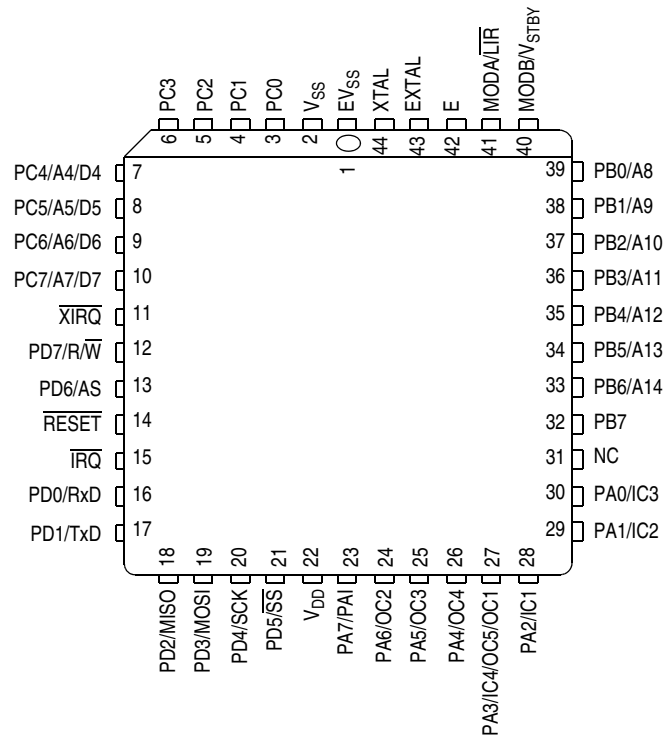 PC3
PC2
PC1
PC0
VSS
EVSS
XTAL
EXTAL
E
MODA/L̅I̅R̅
MODB/VSTBY
6
5
4
3
2
1
44
43
42
41
40
PC4/A4/D4 7
PC5/A5/D5 8
PC6/A6/D6 9
PC7/A7/D7 10
X̅I̅R̅Q̅ 11
PD7/R/W̅ 12
PD6/AS 13
R̅E̅S̅E̅T̅ 14
I̅R̅Q̅ 15
PD0/RxD 16
PD1/TxD 17
39 PB0/A8
38 PB1/A9
37 PB2/A10
36 PB3/A11
35 PB4/A12
34 PB5/A13
33 PB6/A14
32 PB7
31 NC
30 PA0/IC3
29 PA1/IC2
18
19
20
21
22
23
24
25
26
27
28
PD2/MISO
PD3/MOSI
PD4/SCK
PD5/S̅S̅
VDD
PA7/PAI
PA6/OC2
PA5/OC3
PA4/OC4
PA3/IC4/OC5/OC1
PA2/IC1